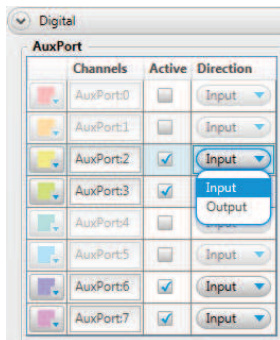 Digital
AuxPort
Channels Active Direction
AuxPort:0 Input
AuxPort:1 Input
AuxPort:2 Input
AuxPort:3 Input
Output
AuxPort:4
AuxPort:5 Input
AuxPort:6 Input
AuxPort:7 Input